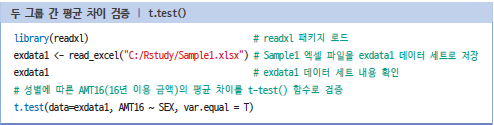 두 그룹 간 평균 차이 검증 | t.test()
library(readxl) # readxl 패키지 로드
exdata1 <- read_excel("C:/Rstudy/Sample1.xlsx") # Sample1 엑셀 파일을 exdata1 데이터 세트로 저장
exdata1 # exdata1 데이터 세트 내용 확인
# 성별에 따른 AMT16(16년 이용 금액)의 평균 차이를 t-test() 함수로 검증
t.test(data=exdata1, AMT16 ~ SEX, var.equal = T)